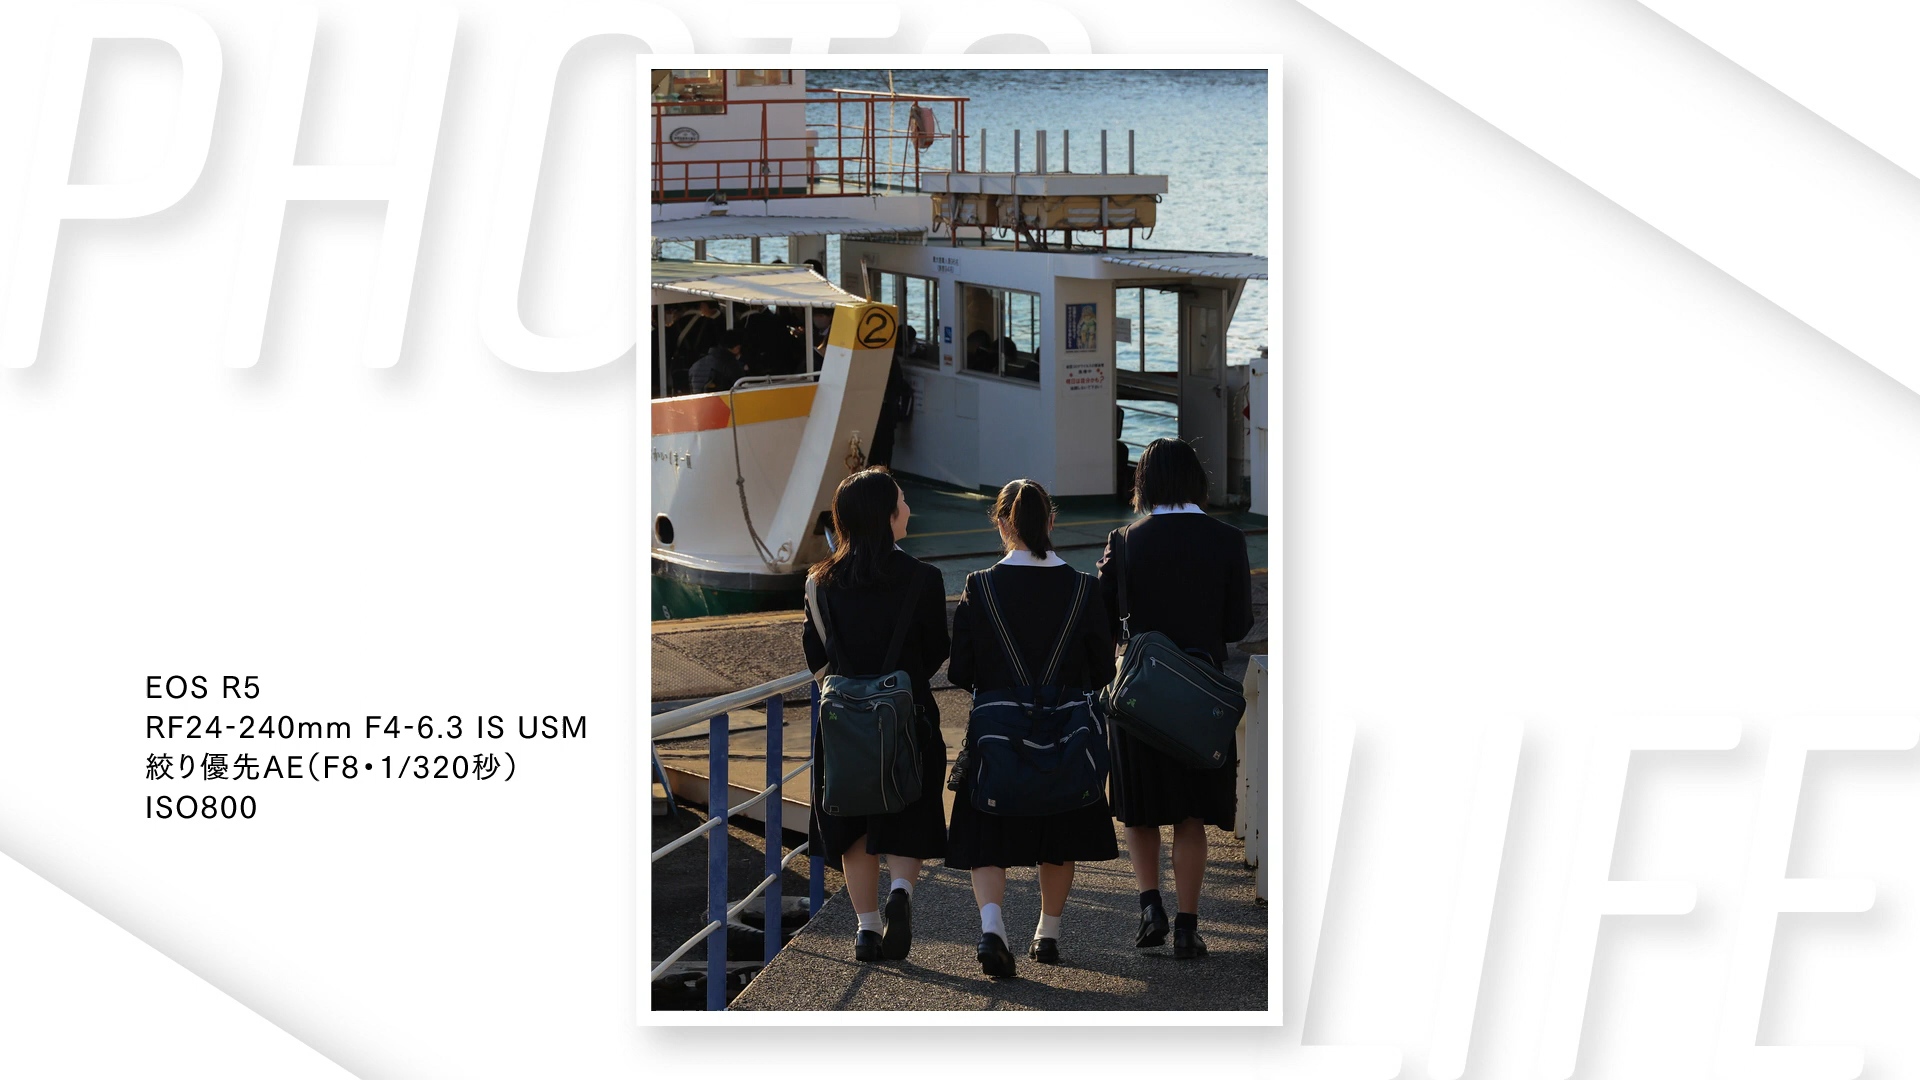 PHOTO
②
EOS R5
RF24-240mm F4-6.3 IS USM
絞り優先AE（F8・1/320秒）
ISO800
LIFE